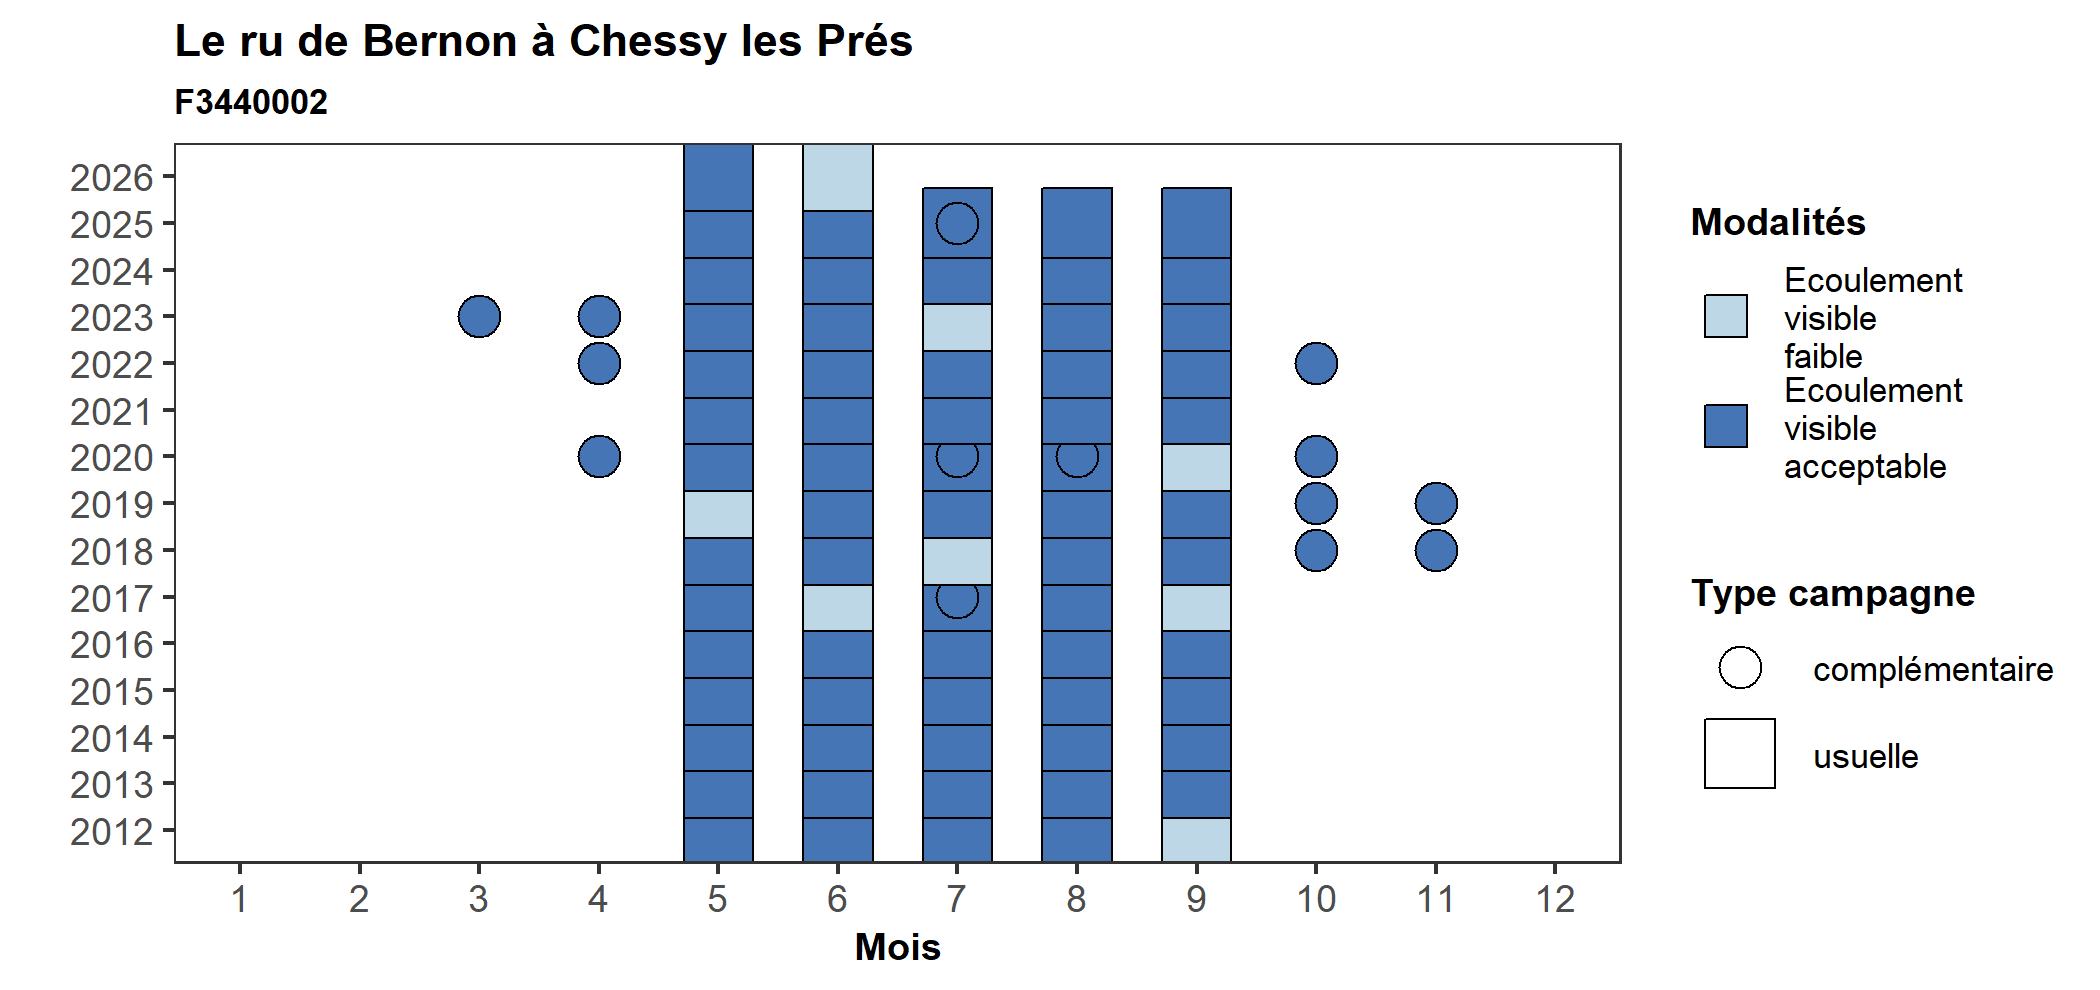 Le ru de Bernon à Chessy les Prés
F3440002
2026
2025
2024
2023
2022
2021
2020
2019
2018
2017
2016
2015
2014
2013
2012
1 2 3 4 5 6 7 8 9 10 11 12
Mois
Modalités
Ecoulement
visible
faible
Ecoulement
visible
acceptable
Type campagne
complémentaire
usuelle